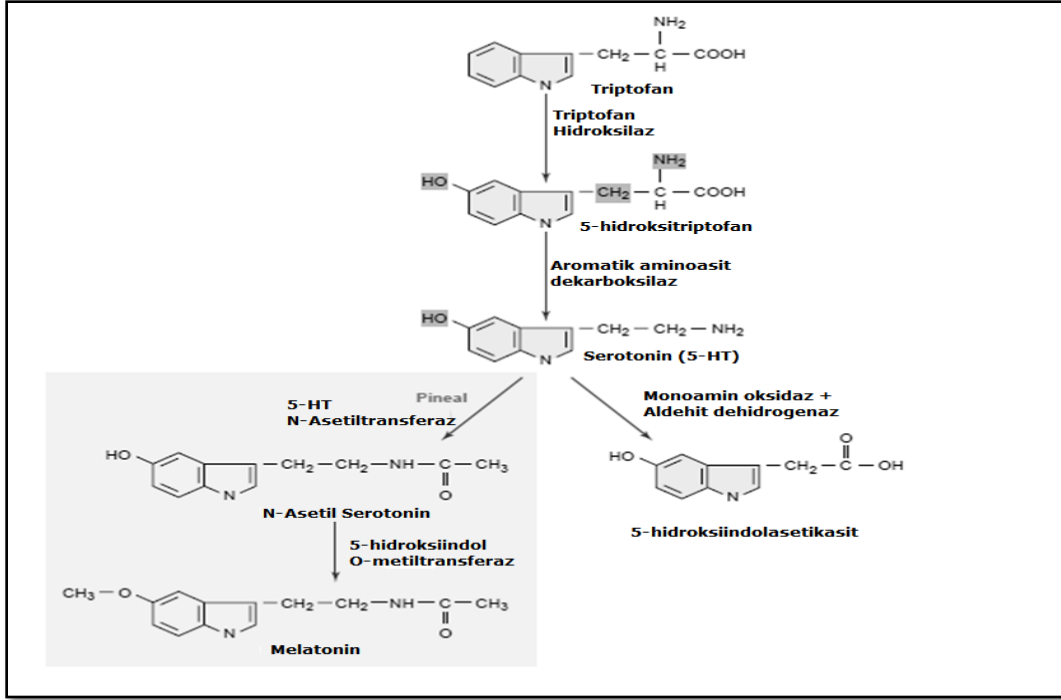 NH2
CH2 — C — COOH
H
N
Triptofan
Triptofan
Hidroksilaz
NH2
HO
CH2 — C — COOH
H
N
5-hidroksitriptofan
Aromatik aminoasit
dekarboksilaz
HO
CH2 — CH2 — NH2
N
Serotonin (5-HT)
Pineal
5-HT
N-Asetiltransferaz
Monoamin oksidaz +
Aldehit dehidrogenaz
HO
CH2 — CH2 — NH — C — CH3
N
O
N-Asetil Serotonin
O
HO
CH2 — C — OH
N
5-hidroksiindolasetikasit
5-hidroksiindol
O-metiltransferaz
CH3 — O
CH2 — CH2 — NH — C — CH3
N
O
Melatonin